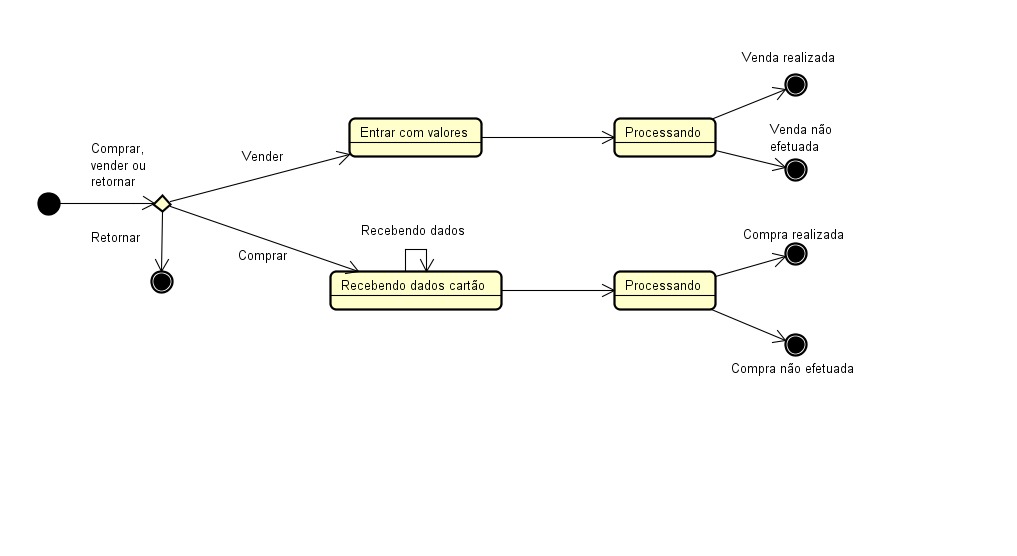 Venda realizada
Entrar com valores
Processando
Venda não
efetuada
Comprar,
vender ou
retornar
Vender
Retornar
Comprar
Recebendo dados
Recebendo dados cartão
Processando
Compra realizada
Compra não efetuada